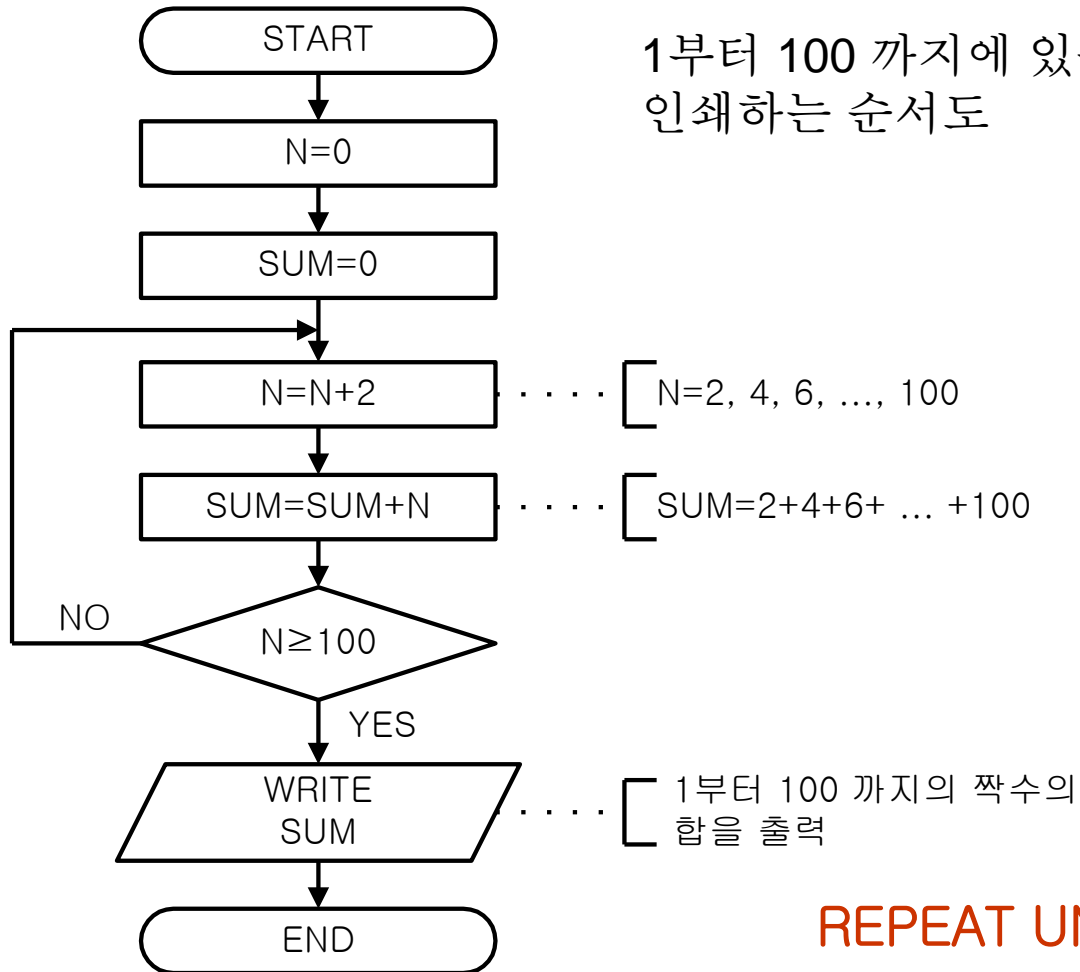 START
1부터 100 까지에 
인쇄하는 순서도
N=0
SUM=0
N=N+2
N=2, 4, 6, ..., 100
SUM=SUM+N
SUM=2+4+6+ ... +100
NO
N≥100
YES
WRITE
SUM
1부터 100 까지의 짝수의
합을 출력
END
REPEAT